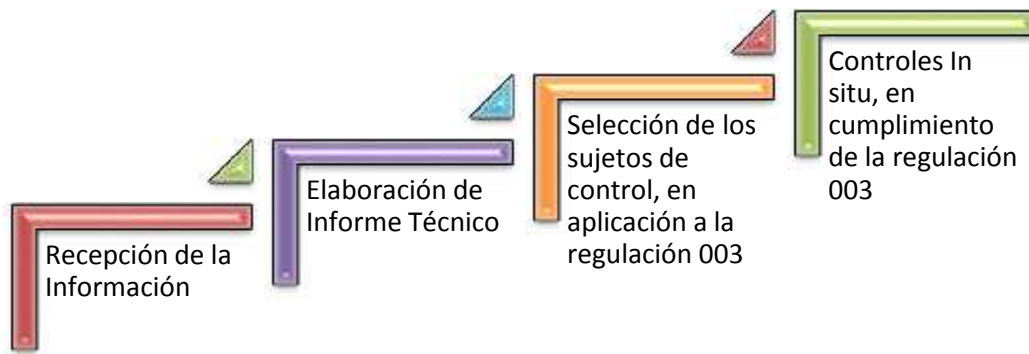 Recepción de la
Información
Elaboración de
Informe Técnico
Selección de los
sujetos de
control, en
aplicación a la
regulación 003
Controles In
situ, en
cumplimiento
de la regulación
003